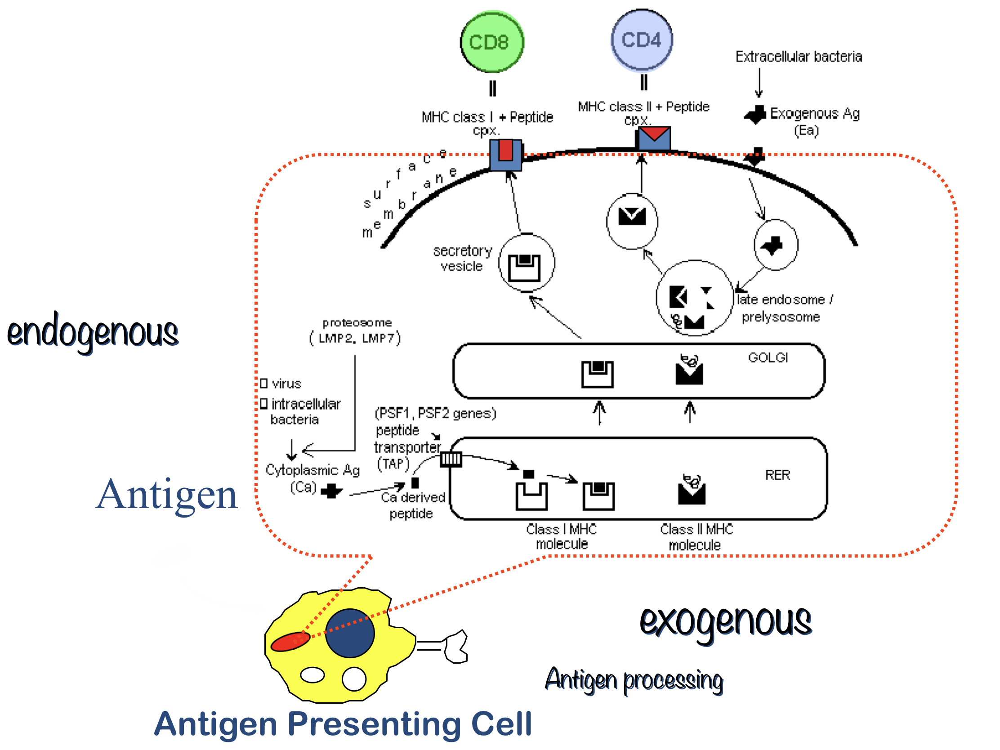 CD8
CD4
Extracellular bacteria
MHC class I + Peptide
cpx.
MHC class II + Peptide
cpx.
Exogenous Ag
(Ea)
surface
membrane
secretory
vesicle
late endosome /
prelysosome
endogenous
proteosome
( LMP2. LMP7)
GOLGI
virus
intracellular
bacteria
(PSF1, PSF2 genes)
peptide
transporter
(TAP)
Cytoplasmic Ag
(Ca)
Ca derived
peptide
RER
Antigen
Class I MHC
molecule
Class II MHC
molecule
exogenous
Antigen processing
Antigen Presenting Cell